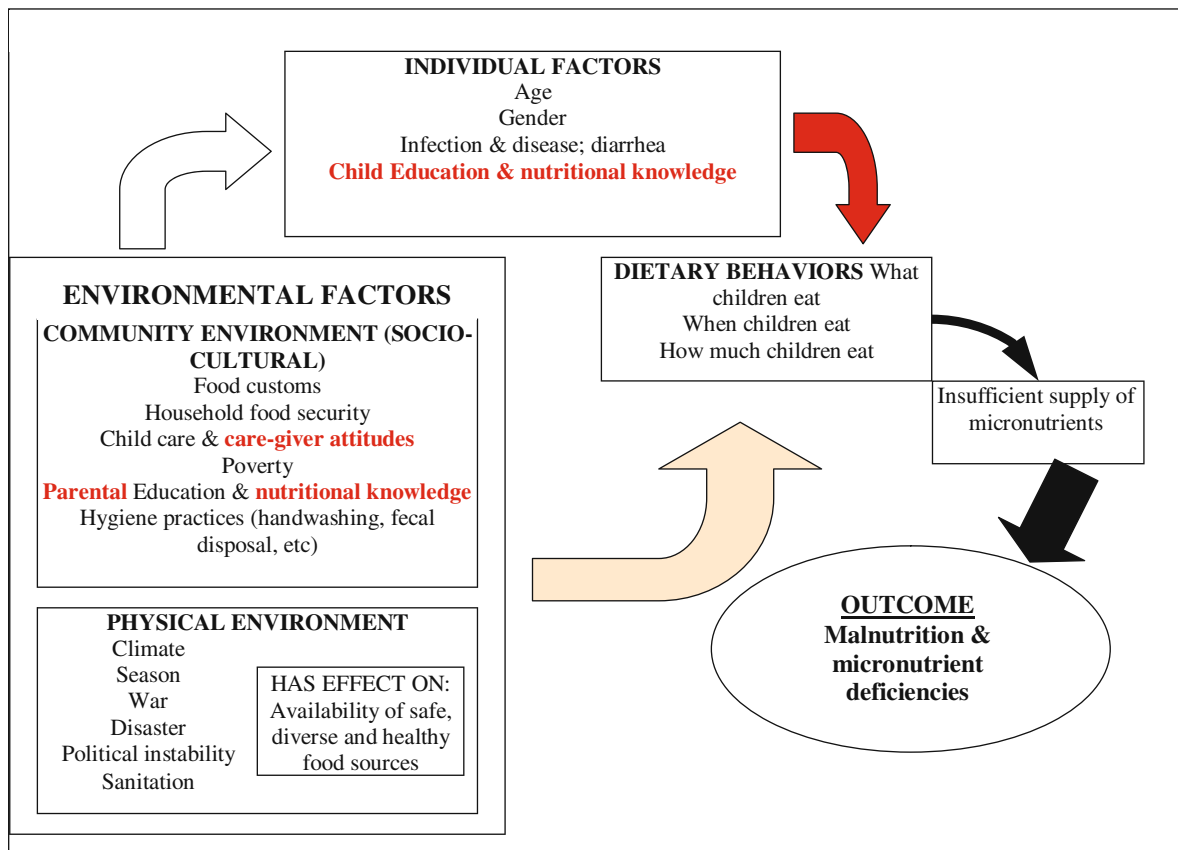 INDIVIDUAL FACTORS
Age
Gender
Infection & disease; diarrhea
Child Education & nutritional knowledge
DIETARY BEHAVIORS What
children eat
When children eat
How much children eat
Insufficient supply of
micronutrients
OUTCOME
Malnutrition &
micronutrient
deficiencies
ENVIRONMENTAL FACTORS
COMMUNITY ENVIRONMENT (SOCIO-
CULTURAL)
Food customs
Household food security
Child care & care-giver attitudes
Poverty
Parental Education & nutritional knowledge
Hygiene practices (handwashing, fecal
disposal, etc)
PHYSICAL ENVIRONMENT
Climate
Season
War
Disaster
Political instability
Sanitation
HAS EFFECT ON:
Availability of safe,
diverse and healthy
food sources